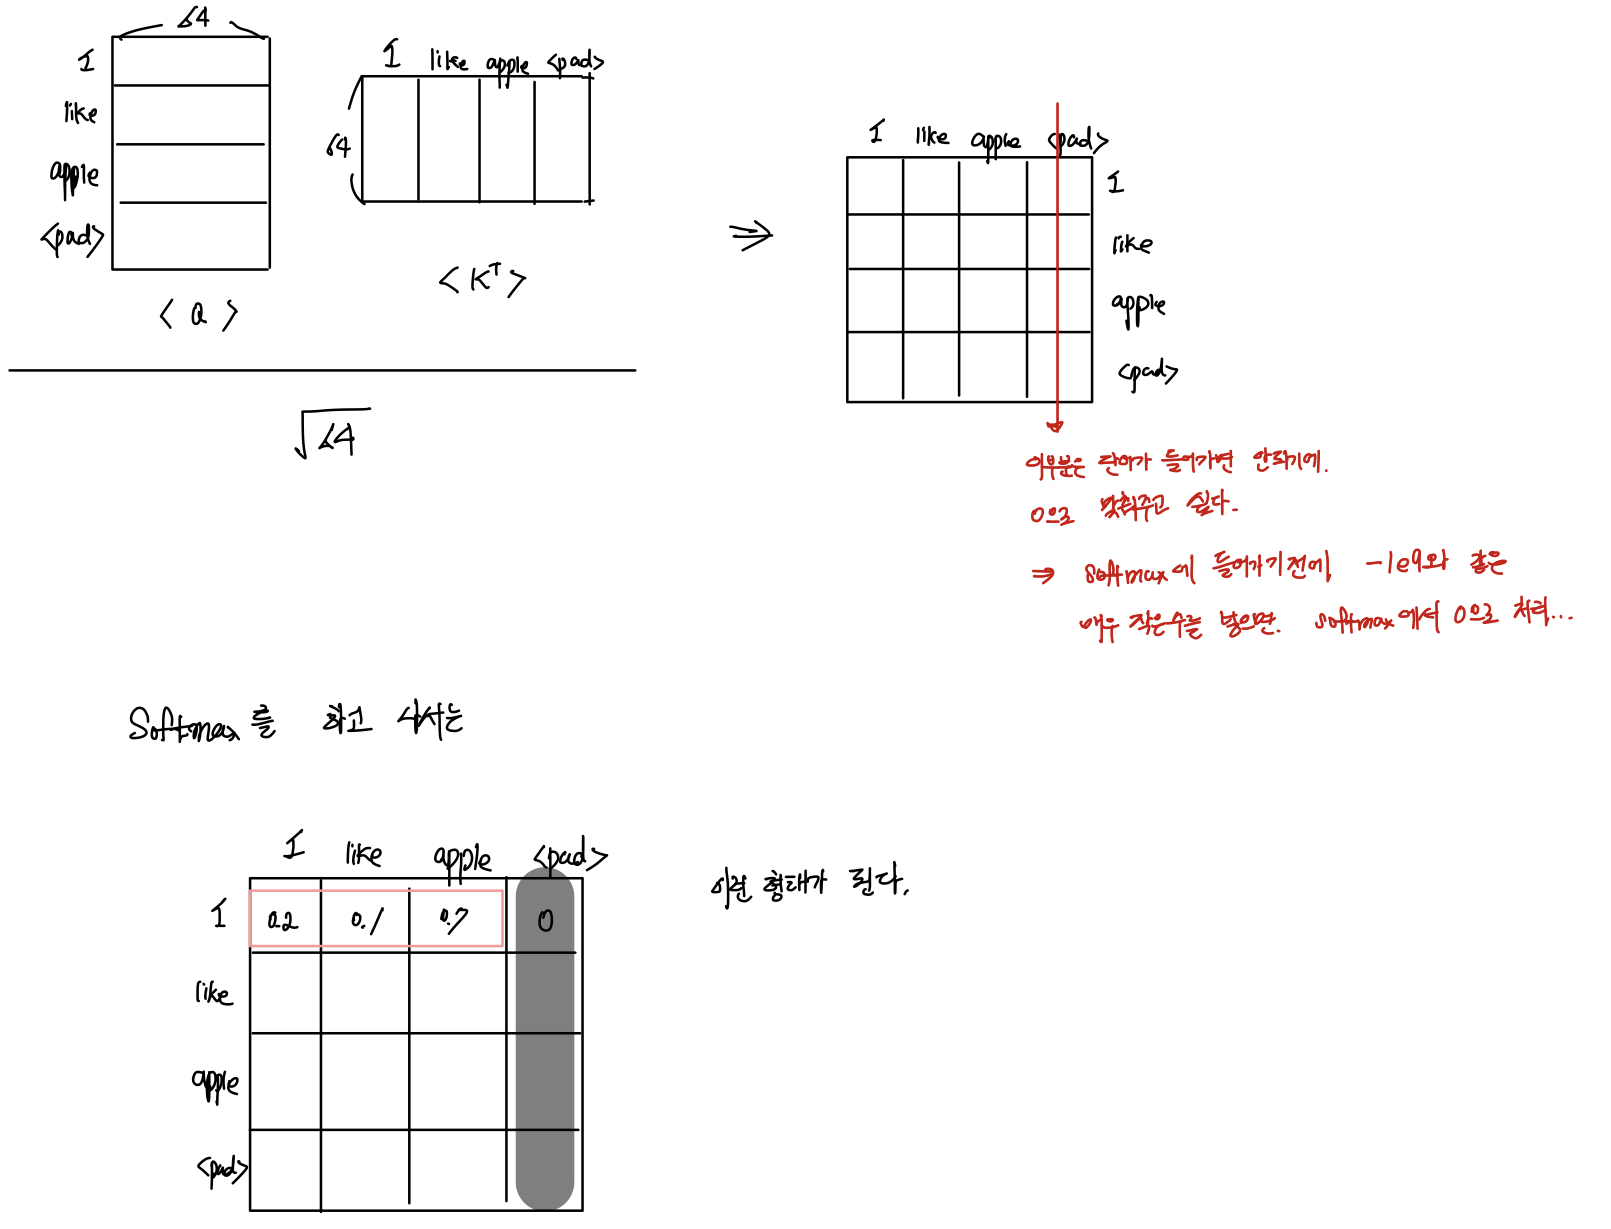 64
I
like
apple
<pad>
< Q >
I like apple <pad>
64
< K^T >
√64
⇒
I like apple <pad>
I
like
apple
<pad>
이부분은 단어가 들어가면 안되기에.
0으로 맞춰주고 싶다.
⇒ softmax에 들어가기전에 -1e9와 같은
매우 작은수를 넣으면. softmax에서 0으로 처리...
Softmax를 하고 나서는
I like apple <pad>
I 0.2 0.1 0.7 0
like
apple
<pad>
이런 형태가 된다.